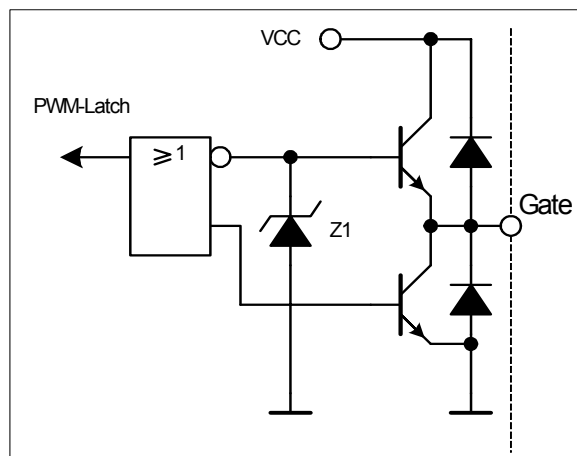 VCC
PWM-Latch
≥1
Gate
Z1